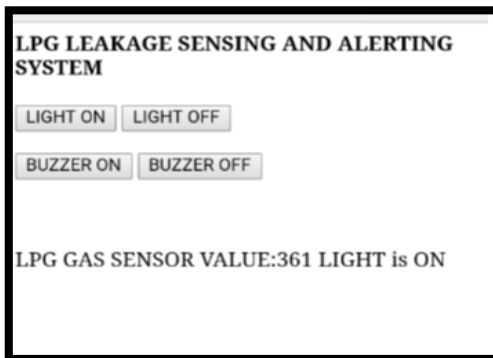 LPG LEAKAGE SENSING AND ALERTING
SYSTEM
LIGHT ON LIGHT OFF
BUZZER ON BUZZER OFF
LPG GAS SENSOR VALUE:361 LIGHT is ON